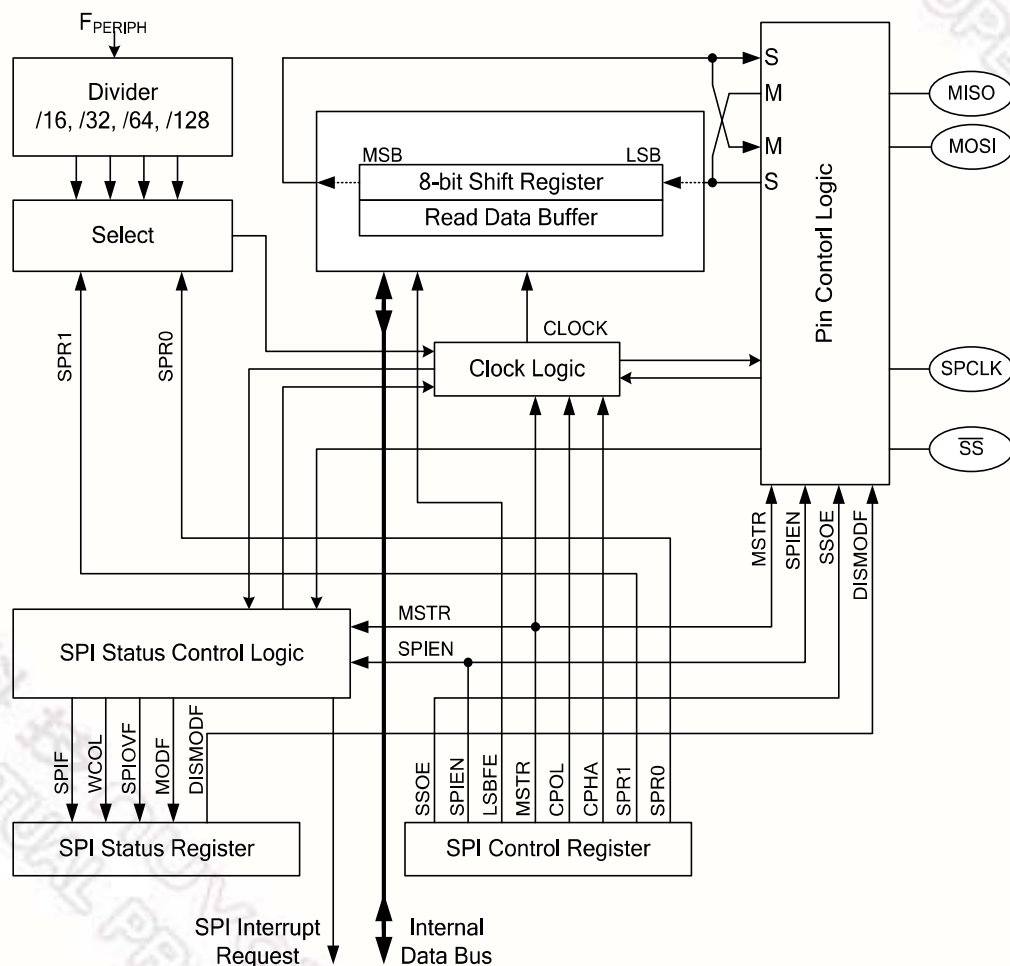 FPERIPH
Divider
/16, /32, /64, /128
Select
SPR1
SPR0
MSB
LSB
8-bit Shift Register
Read Data Buffer
CLOCK
Clock Logic
S
M
M
S
Pin Contorl Logic
MISO
MOSI
SPCLK
SS
MSTR
SPIEN
SSOE
DISMODF
MSTR
SPIEN
SPI Status Control Logic
SPIF
WCOL
SPIOVF
MODF
DISMODF
SPI Status Register
SSOE
SPIEN
LSBFE
MSTR
CPOL
CPHA
SPR1
SPR0
SPI Control Register
SPI Interrupt
Request
Internal
Data Bus